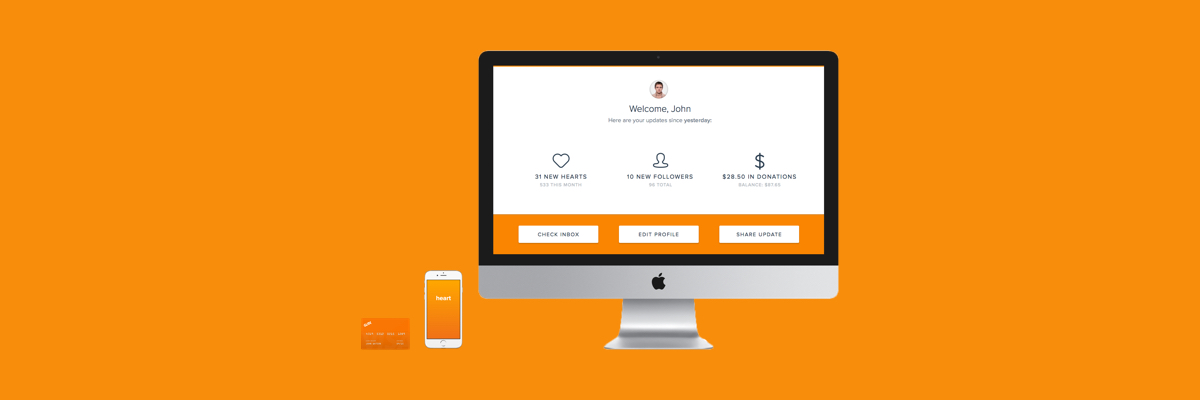 Welcome, John
Here are your updates since yesterday:
31 NEW HEARTS
10 NEW FOLLOWERS
$28.50 IN DONATIONS
533 THIS MONTH
96 TOTAL
BALANCE: $87.65
CHECK INBOX
EDIT PROFILE
SHARE UPDATE
heart